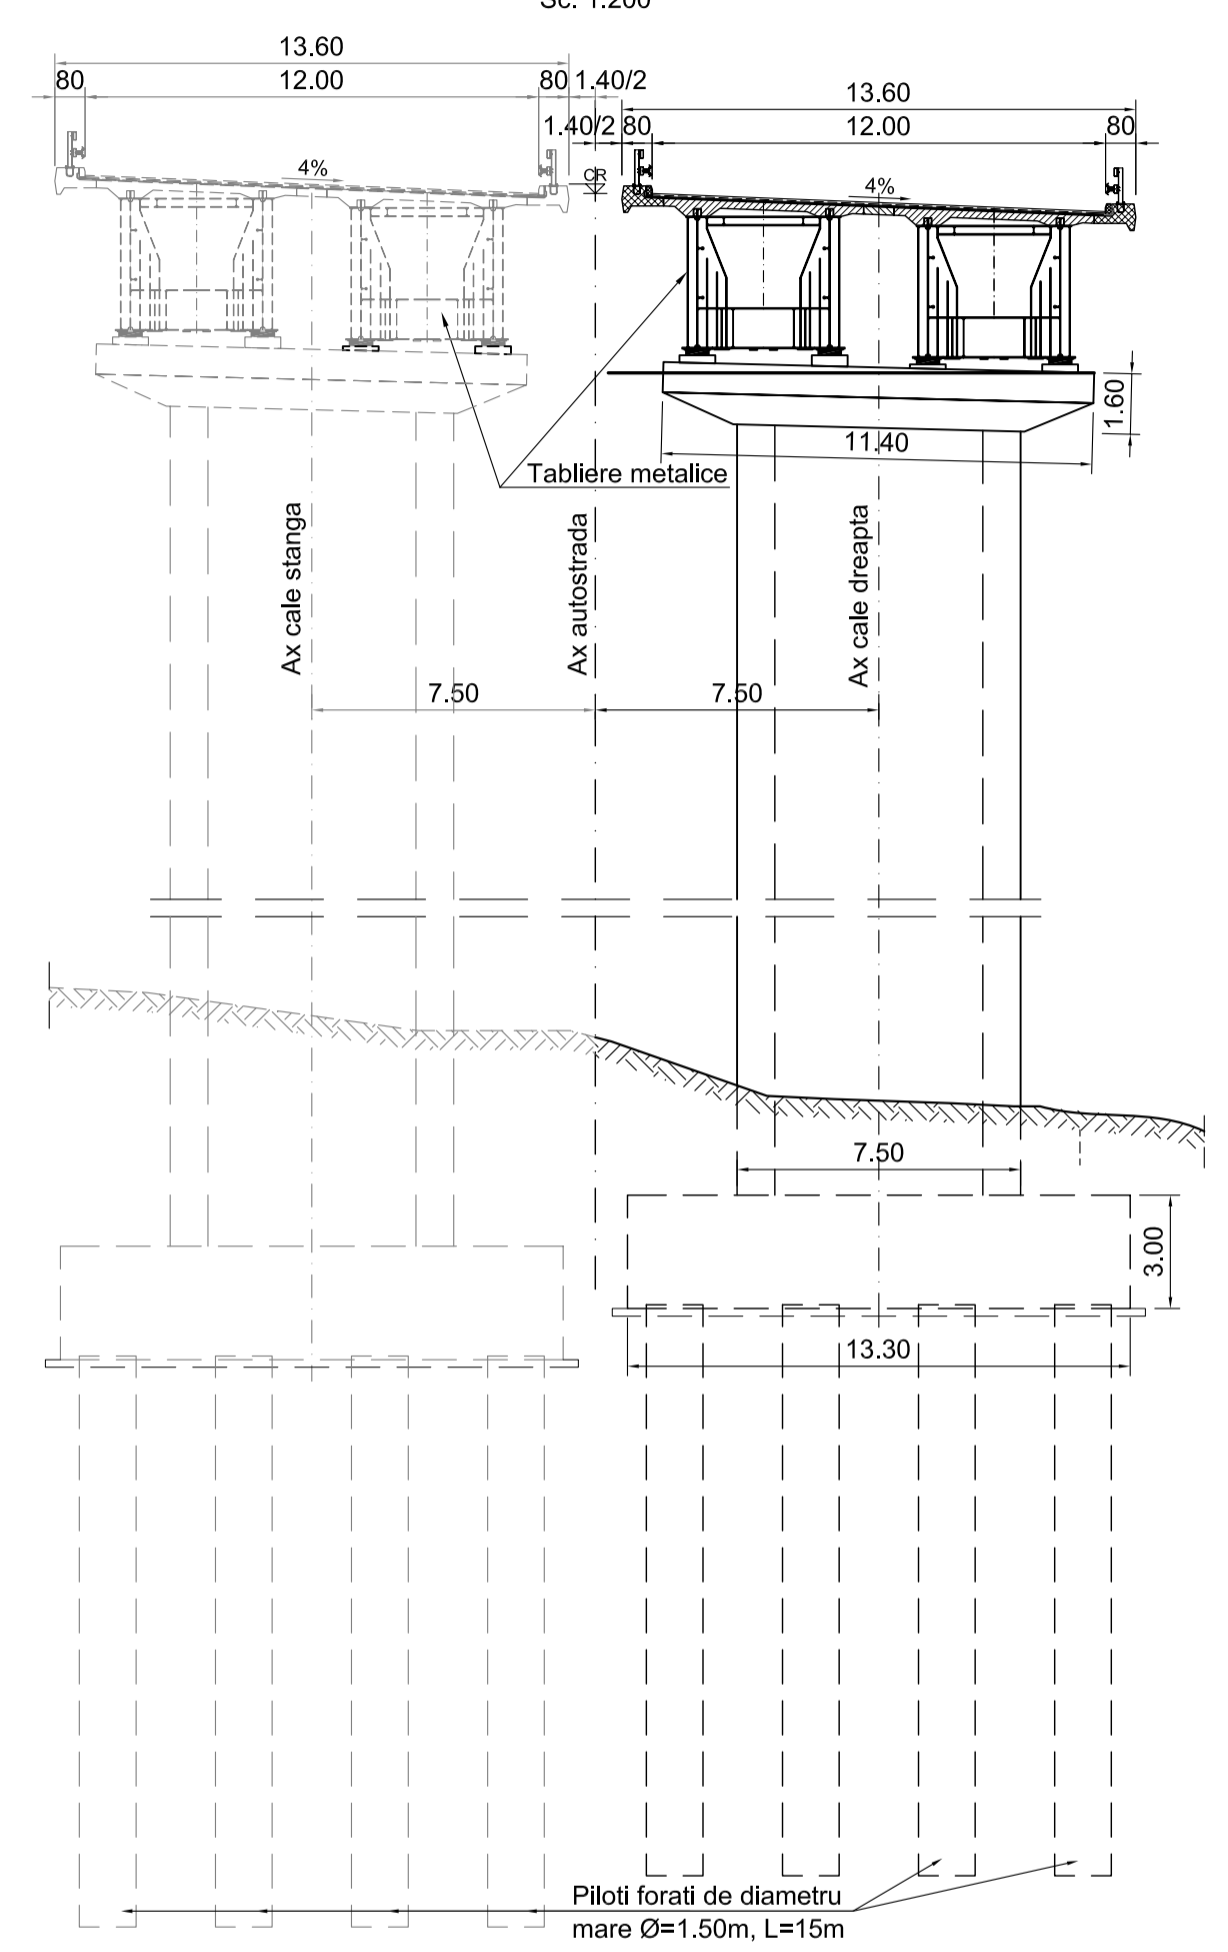 Sc. 1:200
13.60
80
12.00
80
1.40/2
13.60
1.40/2
80
12.00
80
4%
CR
4%
1.60
11.40
Tabliere metalice
Ax cale stanga
Ax autostrada
Ax cale dreapta
7.50
7.50
7.50
3.00
13.30
Piloti forati de diametru
mare Ø=1.50m, L=15m